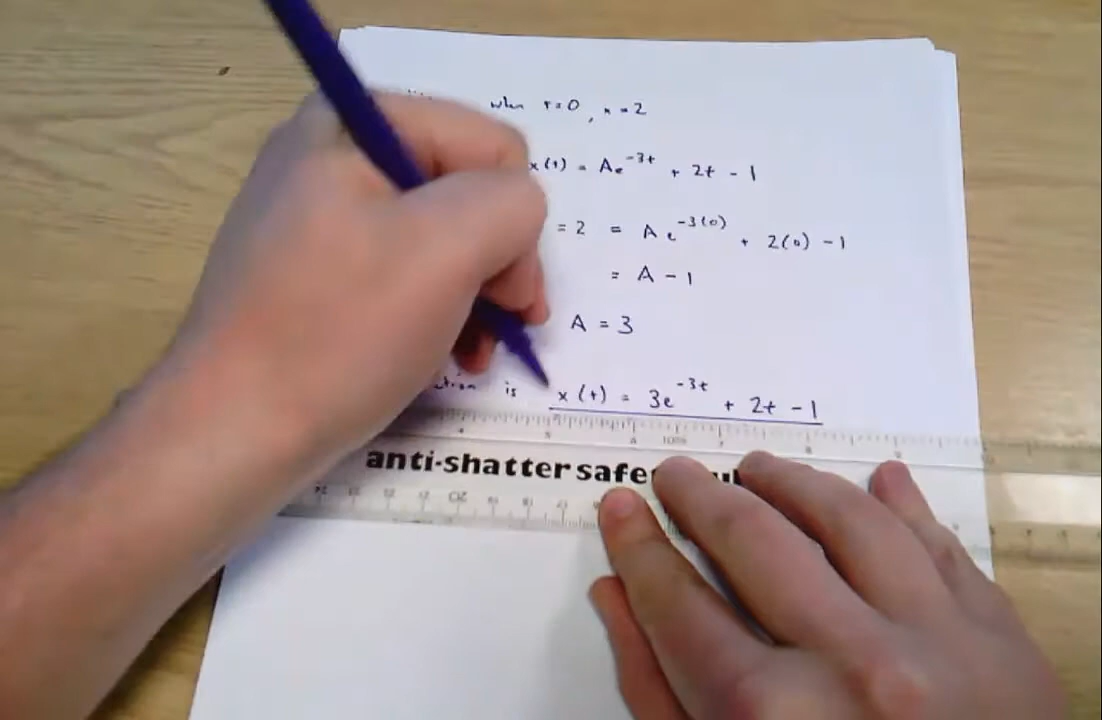 when t=0, x=2
x(t) = Ae^-3t + 2t - 1
= 2 = Ae^-3(0) + 2(0) - 1
= A - 1
A = 3
is x(t) = 3e^-3t + 2t - 1
anti-shatter